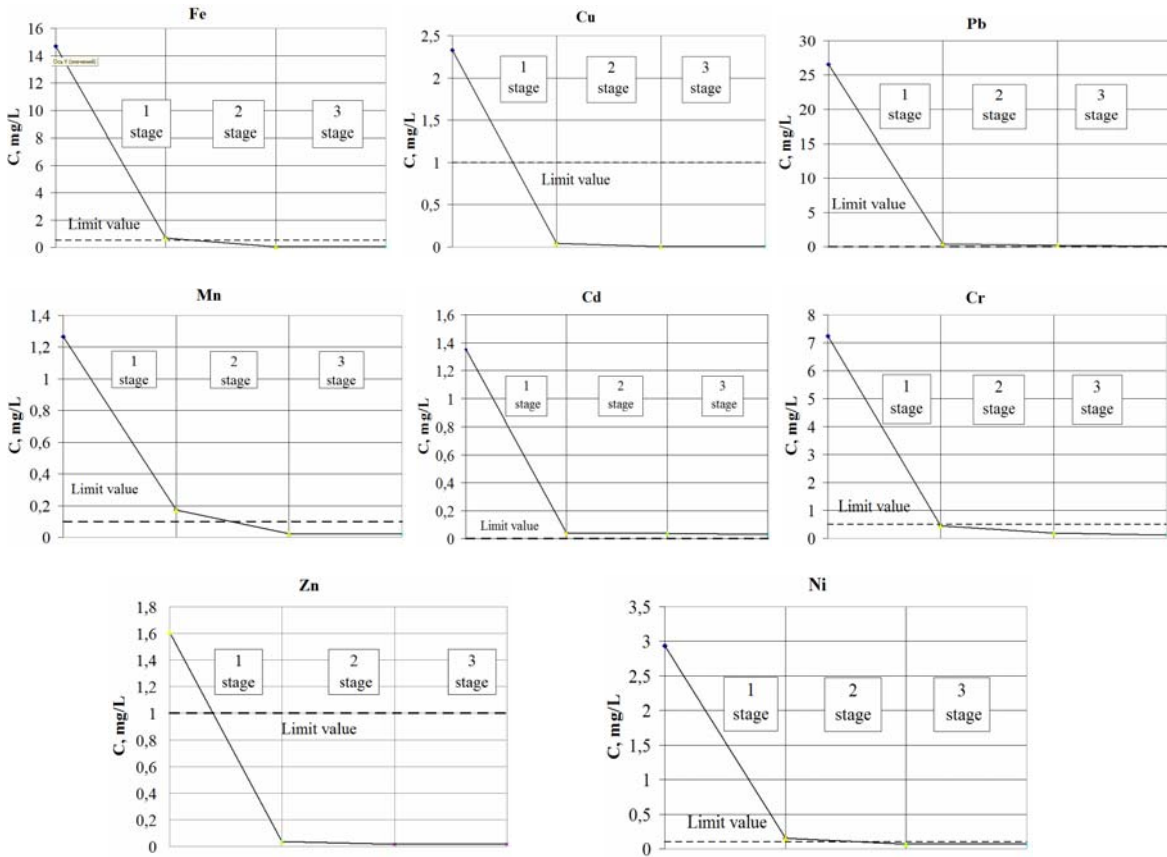 Fe
C, mg/L
16
14
12
10
8
6
4
2
0
1
stage
2
stage
3
stage
Limit value
Cu
C, mg/L
2,5
2
1,5
1
0,5
0
1
stage
2
stage
3
stage
Limit value
Pb
C, mg/L
30
25
20
15
10
5
0
1
stage
2
stage
3
stage
Limit value
Mn
C, mg/L
1,4
1,2
1
0,8
0,6
0,4
0,2
0
1
stage
2
stage
3
stage
Limit value
Cd
C, mg/L
1,6
1,4
1,2
1
0,8
0,6
0,4
0,2
0
1
stage
2
stage
3
stage
Limit value
Cr
C, mg/L
8
7
6
5
4
3
2
1
0
1
stage
2
stage
3
stage
Limit value
Zn
C, mg/L
1,8
1,6
1,4
1,2
1
0,8
0,6
0,4
0,2
0
1
stage
2
stage
3
stage
Limit value
Ni
C, mg/L
3,5
3
2,5
2
1,5
1
0,5
0
1
stage
2
stage
3
stage
Limit value